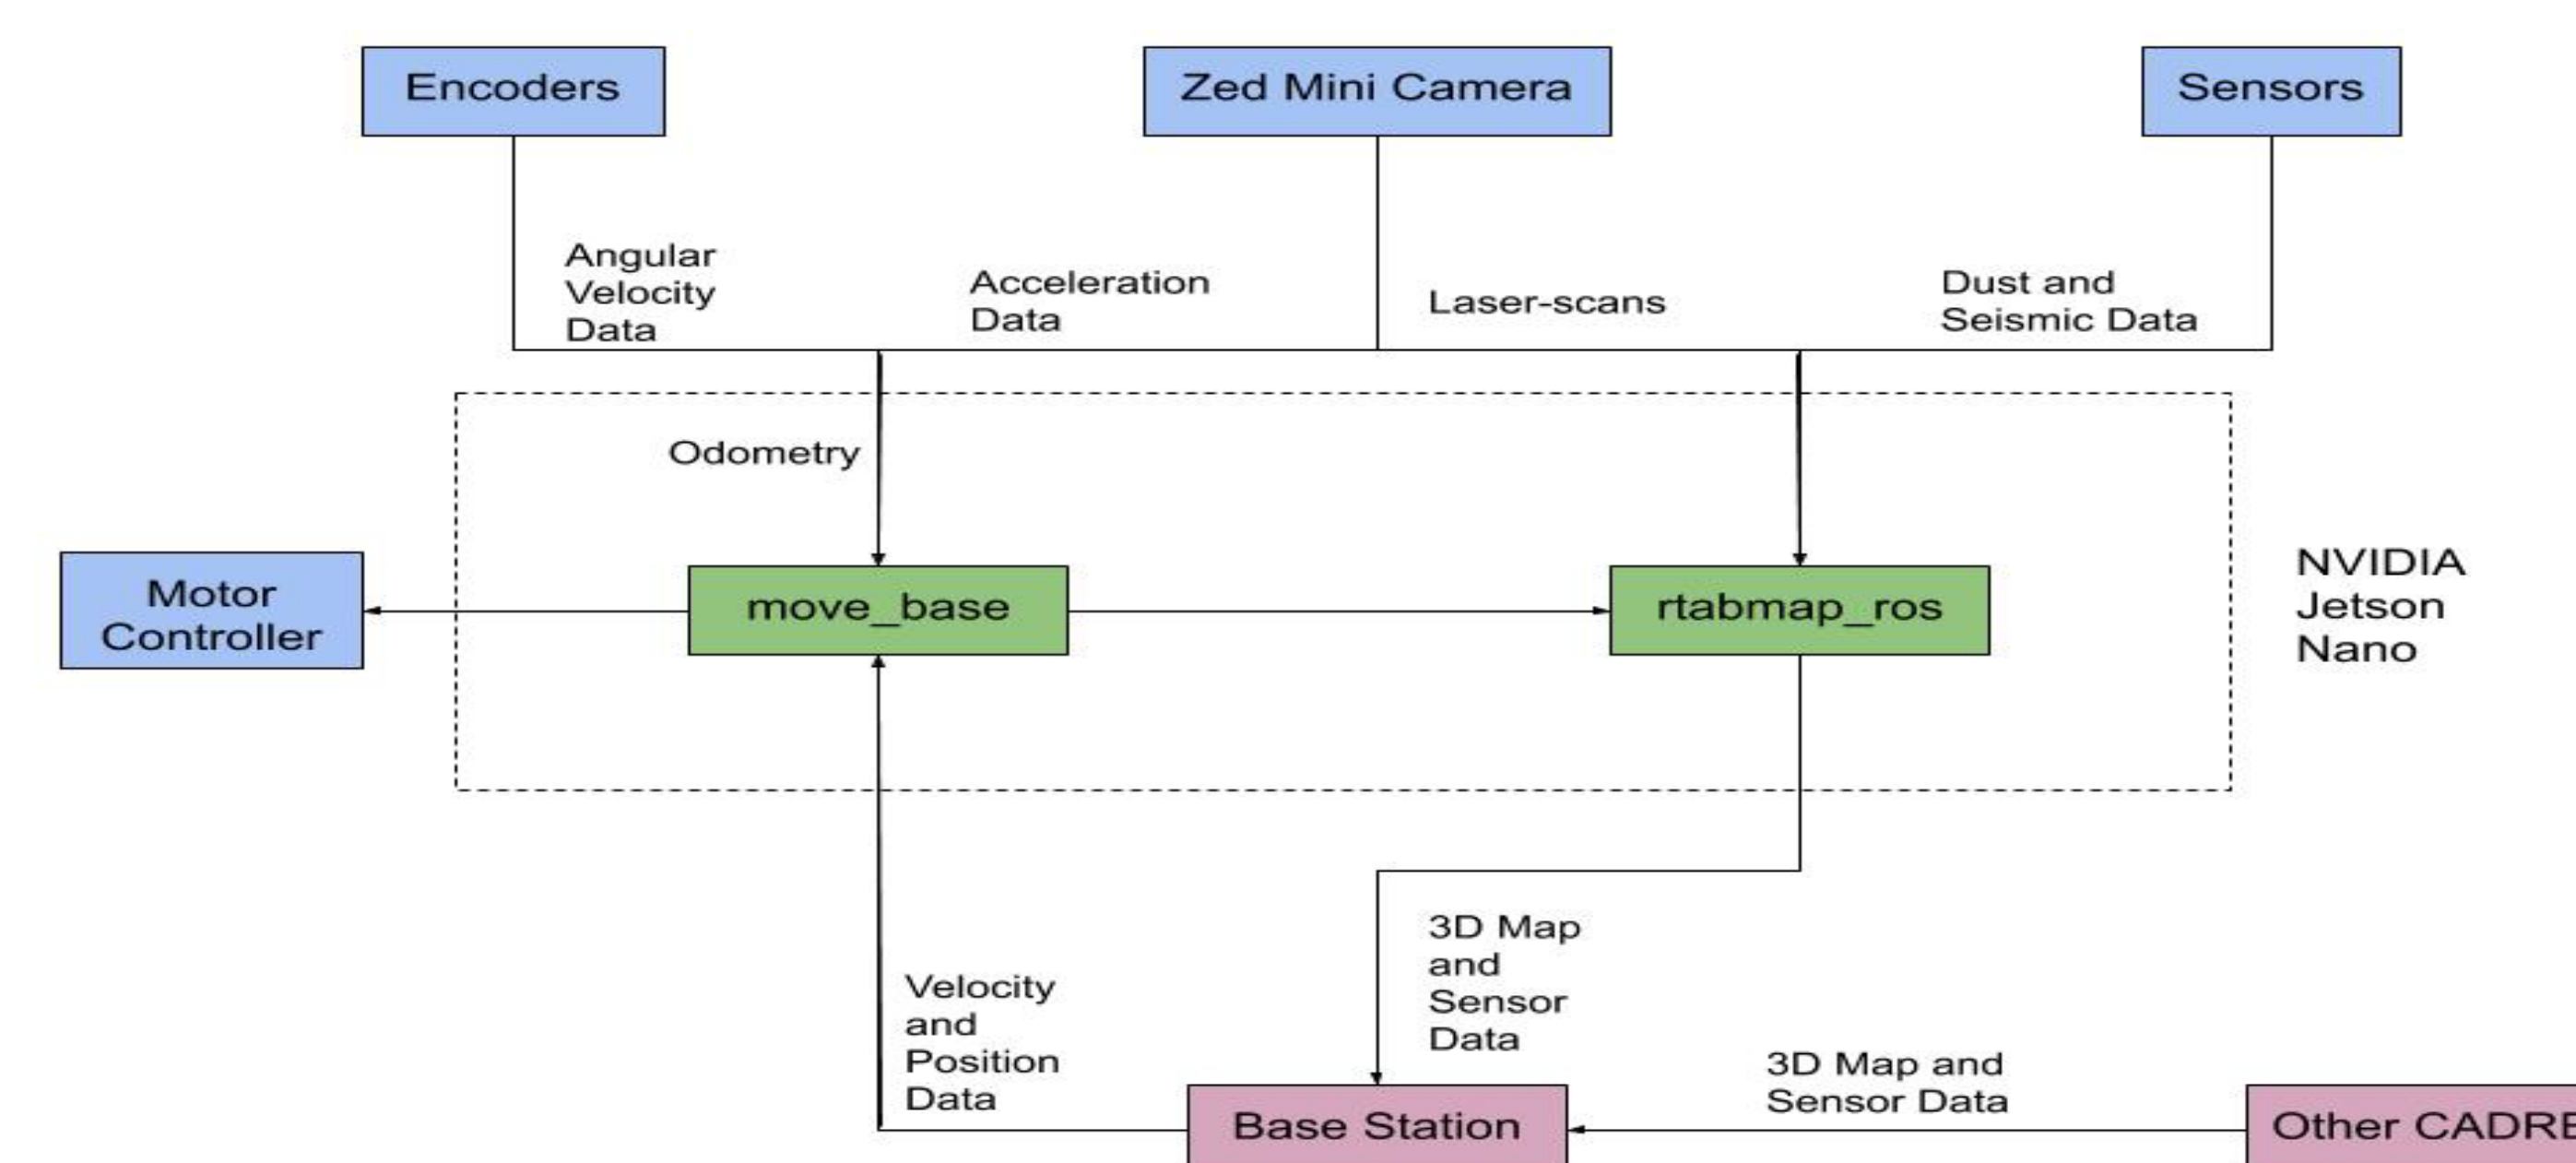 Encoders
Zed Mini Camera
Sensors
Angular
Velocity
Data
Acceleration
Data
Laser-scans
Dust and
Seismic Data
Odometry
Motor
Controller
move_base
rtabmap_ros
NVIDIA
Jetson
Nano
Velocity
and
Position
Data
3D Map
and
Sensor
Data
3D Map and
Sensor Data
Base Station
Other CADRE